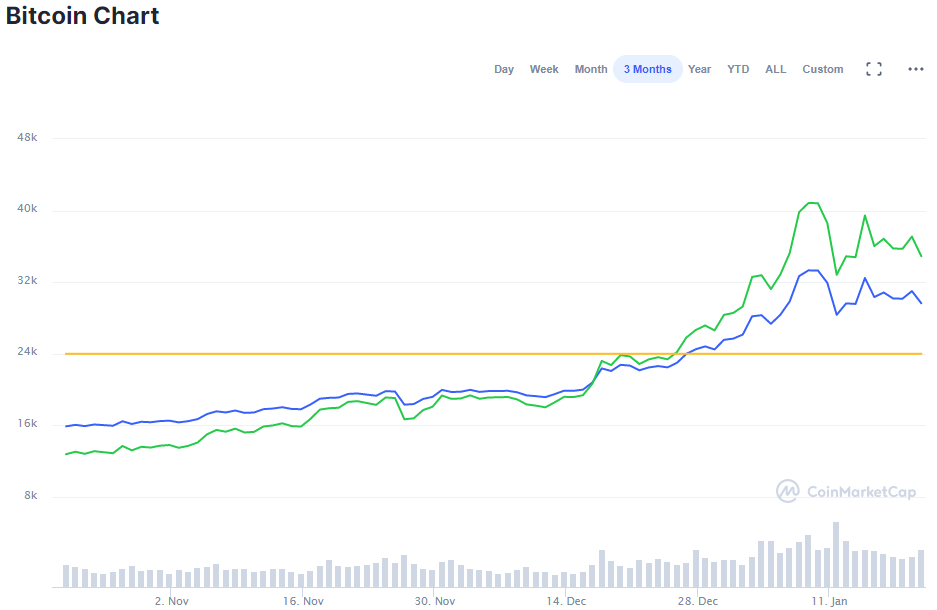 Bitcoin Chart
Day Week Month 3 Months Year YTD ALL Custom
48k
40k
32k
24k
16k
8k
CoinMarketCap
2. Nov 16. Nov 30. Nov 14. Dec 28. Dec 11. Jan